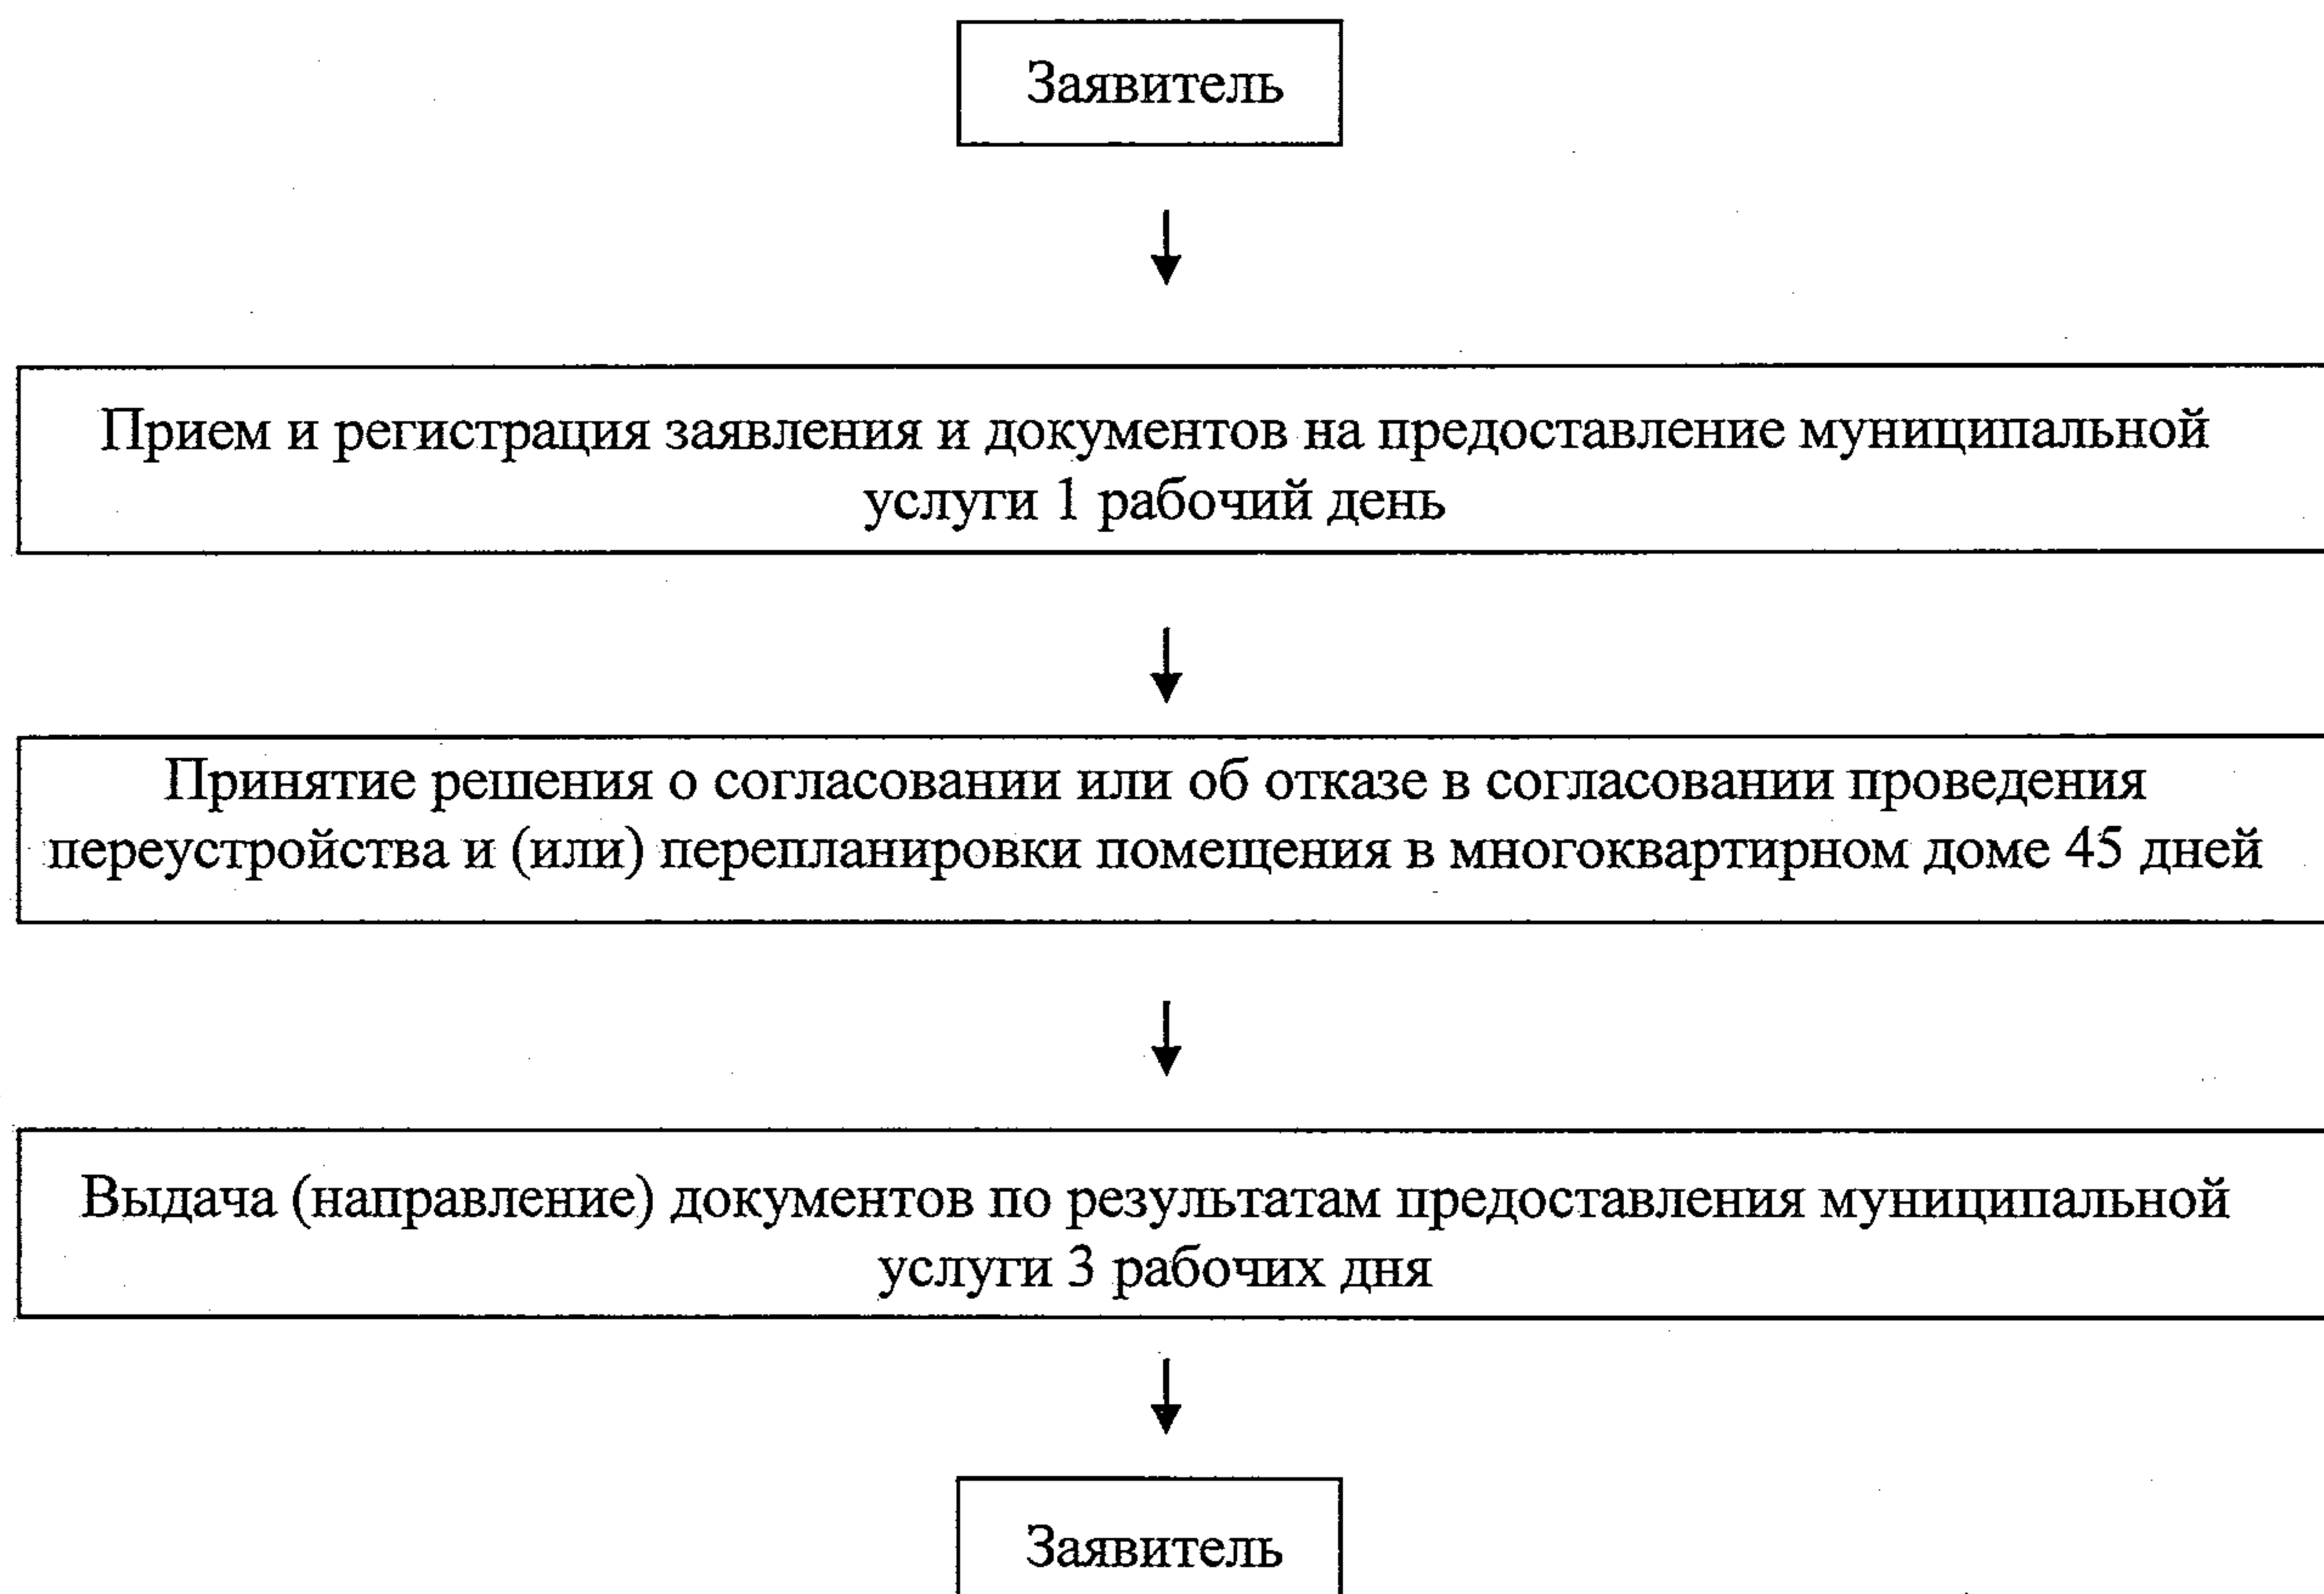 Заявитель
Прием и регистрация заявления и документов на предоставление муниципальной
услуги 1 рабочий день
Принятие решения о согласовании или об отказе в согласовании проведения
переустройства и (или) перепланировки помещения в многоквартирном доме 45 дней
Выдача (направление) документов по результатам предоставления муниципальной
услуги 3 рабочих дня
Заявитель